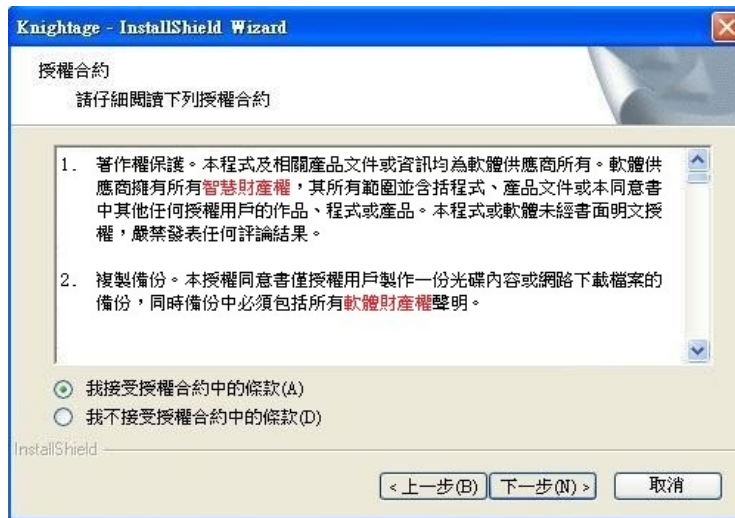 Knightage - InstallShield Wizard
授權合約
請仔細閱讀下列授權合約
1. 著作權保護。本程式及相關產品文件或資訊均為軟體供應商所有。軟體供
應商擁有所有智慧財產權，其所有範圍並含括程式、產品文件或本同意書
中其他任何授權用戶的作品、程式或產品。本程式或軟體未經書面明文授
權，嚴禁發表任何評論結果。
2. 複製備份。本授權同意書僅授權用戶製作一份光碟內容或網路下載檔案的
備份，同時備份中必須包括所有軟體財產權聲明。
我接受授權合約中的條款(A)
我不接受授權合約中的條款(D)
InstallShield
< 上一步(B) 下一步(N) > 取消